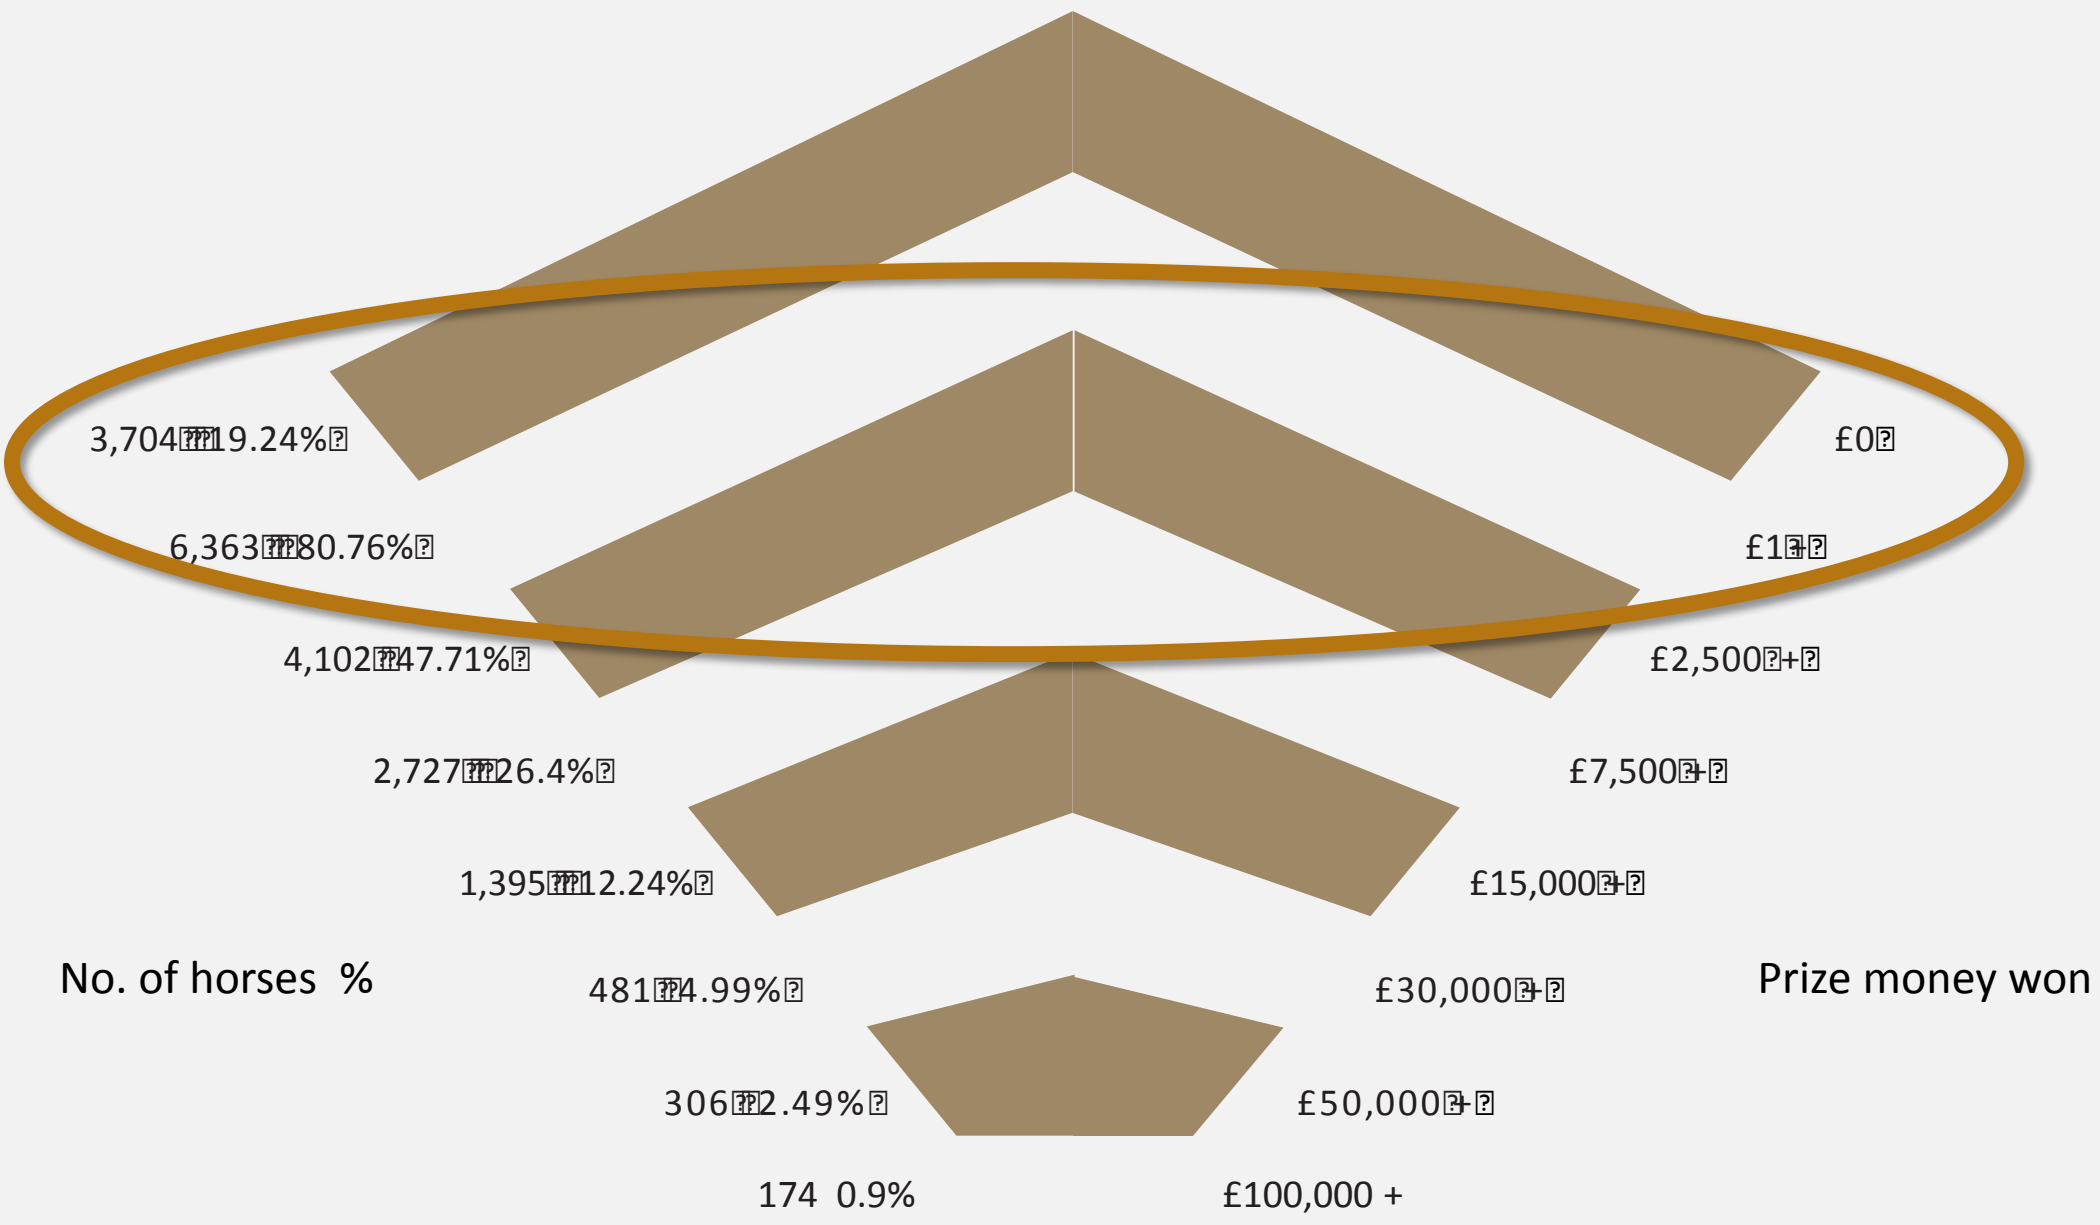 3,704 19.24% £0
6,363 80.76% £1 +
4,102 47.71% £2,500 +
2,727 26.4% £7,500 +
1,395 12.24% £15,000 +
No. of horses % Prize money won
481 4.99% £30,000 +
306 2.49% £50,000 +
174 0.9% £100,000 +